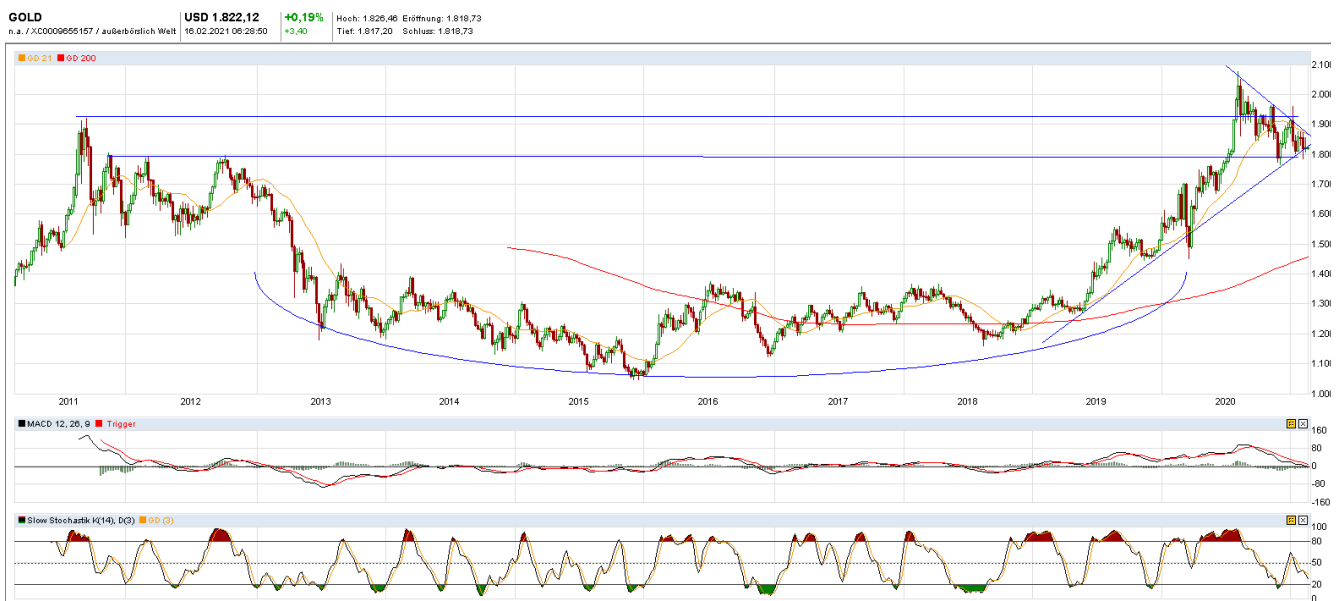 GOLD
n.a. / XC0009655157 / außerbörslich Welt
USD 1.822,12
16.02.2021 06:28:50
+0,19%
+3,40
Hoch: 1.826,46 Eröffnung: 1.818,73
Tief: 1.817,20 Schluss: 1.818,73
GD 21 GD 200
2.100
2.000
1.900
1.800
1.700
1.600
1.500
1.400
1.300
1.200
1.100
1.000
2011 2012 2013 2014 2015 2016 2017 2018 2019 2020
MACD 12, 26, 9 Trigger
160
80
0
-80
-160
Slow Stochastik K(14), D(3) GD (3)
100
80
50
20
0